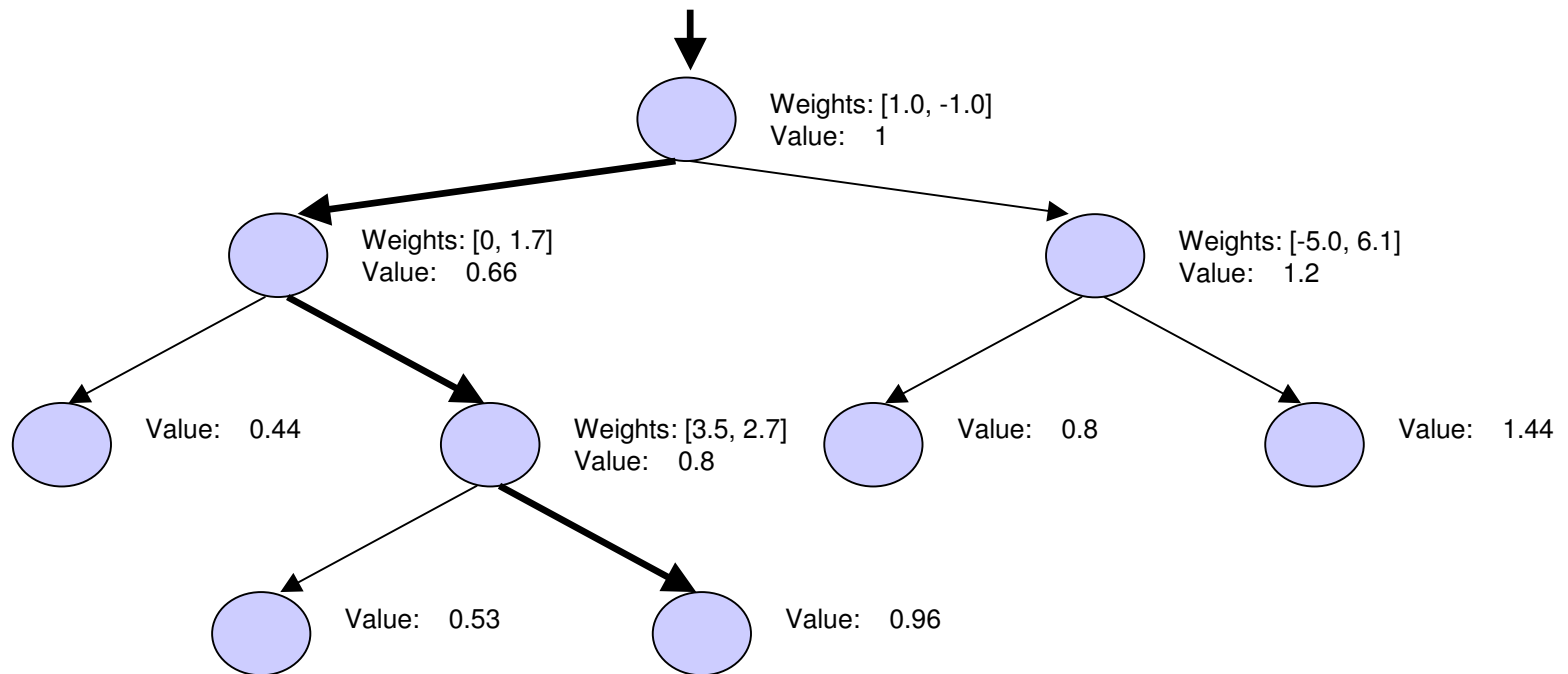 Weights: [1.0, -1.0]
Value: 1
Weights: [0, 1.7]
Value: 0.66
Weights: [-5.0, 6.1]
Value: 1.2
Value: 0.44
Weights: [3.5, 2.7]
Value: 0.8
Value: 0.8
Value: 1.44
Value: 0.53
Value: 0.96